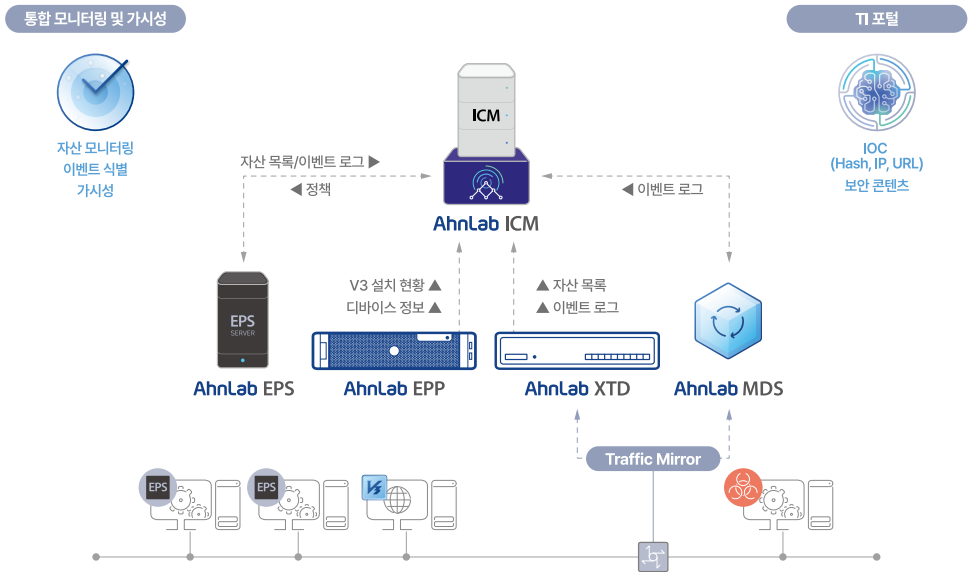 통합 모니터링 및 가시성
TI 포털
자산 모니터링
이벤트 식별
가시성
ICM
IOC
(Hash, IP, URL)
보안 콘텐츠
자산 목록/이벤트 로그 ▶
◀ 정책
◀ 이벤트 로그
AhnLab ICM
V3 설치 현황 ▲
디바이스 정보 ▲
▲ 자산 목록
▲ 이벤트 로그
EPS
SERVER
AhnLab EPS
AhnLab EPP
AhnLab XTD
AhnLab MDS
Traffic Mirror
EPS
EPS
V3